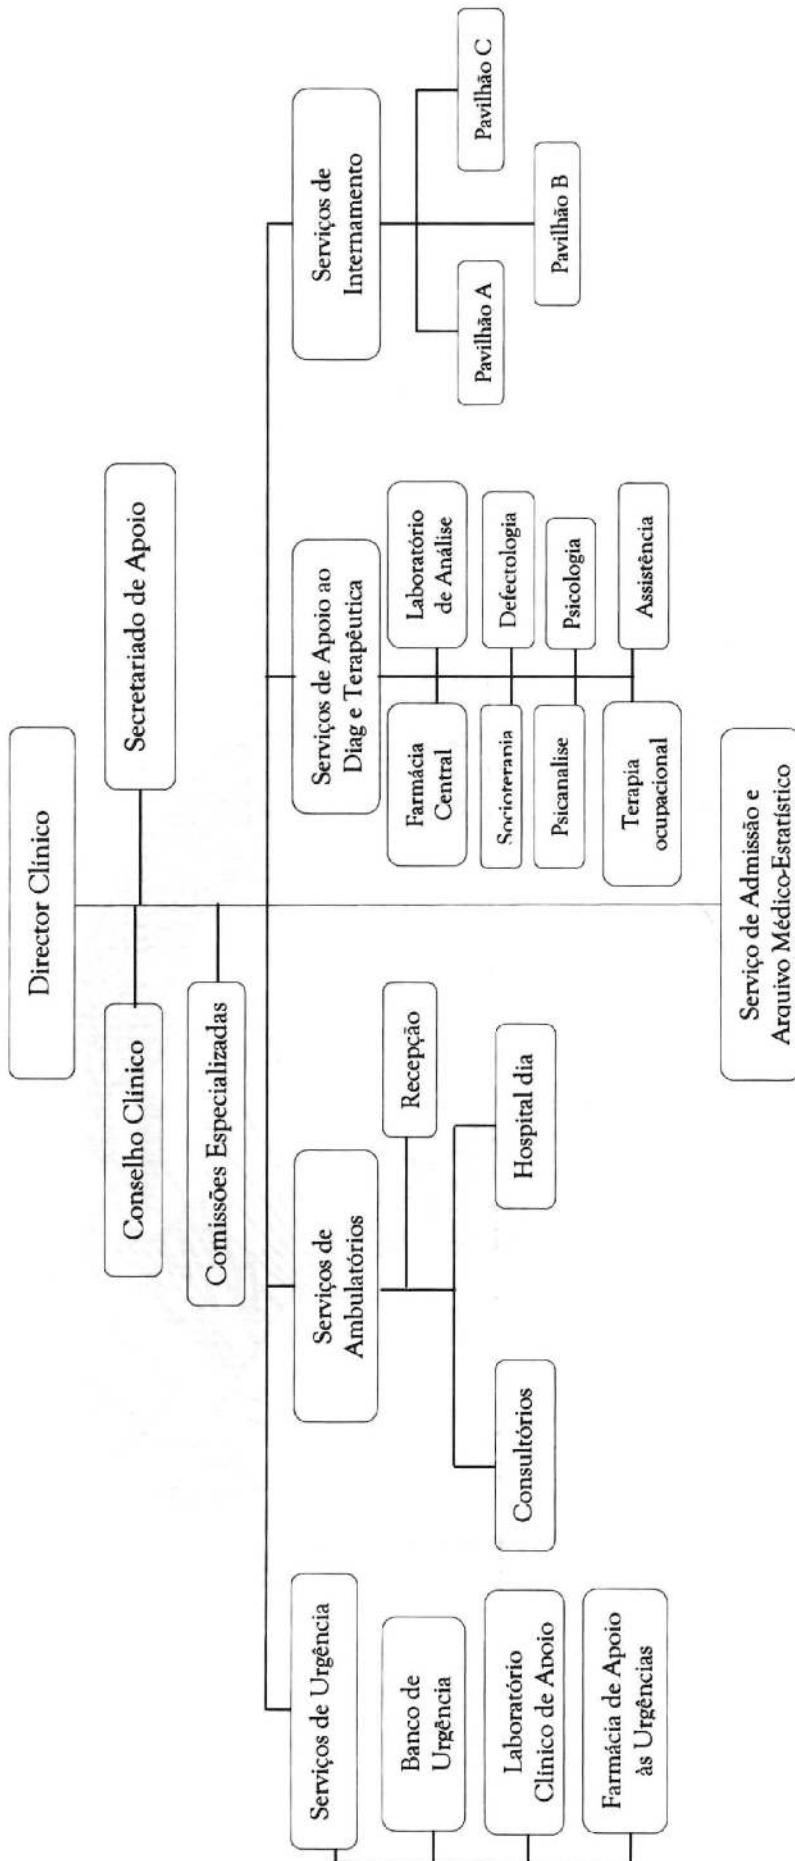 Director Clínico
Conselho Clínico
Secretariado de Apoio
Comissões Especializadas
Serviços de Urgência
Banco de
Urgência
Laboratório
Clínico de Apoio
Farmácia de Apoio
às Urgências
Serviços de
Ambulatórios
Recepção
Consultórios
Hospital dia
Serviços de Apoio ao
Diag e Terapêutica
Farmácia
Central
Laboratório
de Análise
Socioterapia
Defectologia
Psicanalise
Psicologia
Terapia
ocupacional
Assistência
Serviços de
Internamento
Pavilhão A
Pavilhão B
Pavilhão C
Serviço de Admissão e
Arquivo Médico-Estatístico